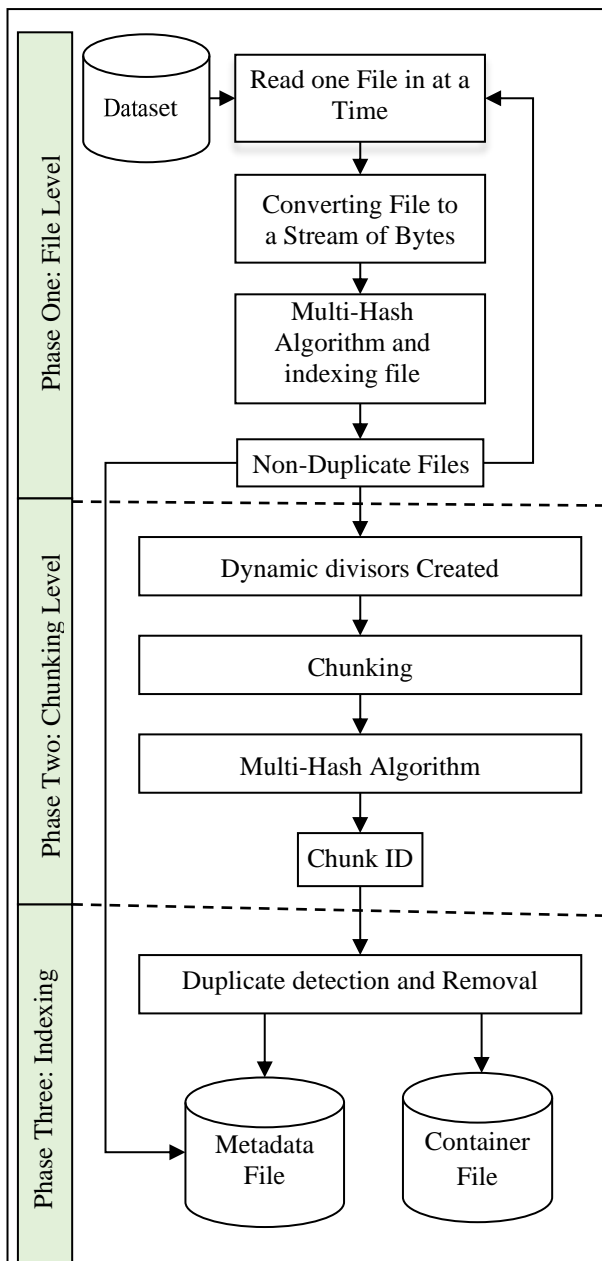 Phase One: File Level
Dataset
Read one File in at a
Time
Converting File to
a Stream of Bytes
Multi-Hash
Algorithm and
indexing file
Non-Duplicate Files
Phase Two: Chunking Level
Dynamic divisors Created
Chunking
Multi-Hash Algorithm
Chunk ID
Phase Three: Indexing
Duplicate detection and Removal
Metadata
File
Container
File